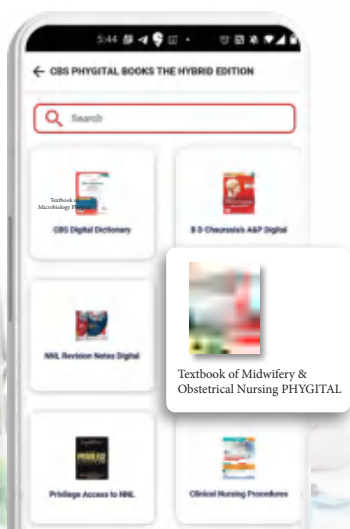 5:44
← CBS PHYGITAL BOOKS THE HYBRID EDITION
Search
Textbook of
Microbiology
CBS Digital Dictionary
B D Chaurasia's A&P Digital
NNL Revision Notes Digital
Textbook of Midwifery &
Obstetrical Nursing PHYGITAL
Privilege Access to NNL
Clinical Nursing Procedures